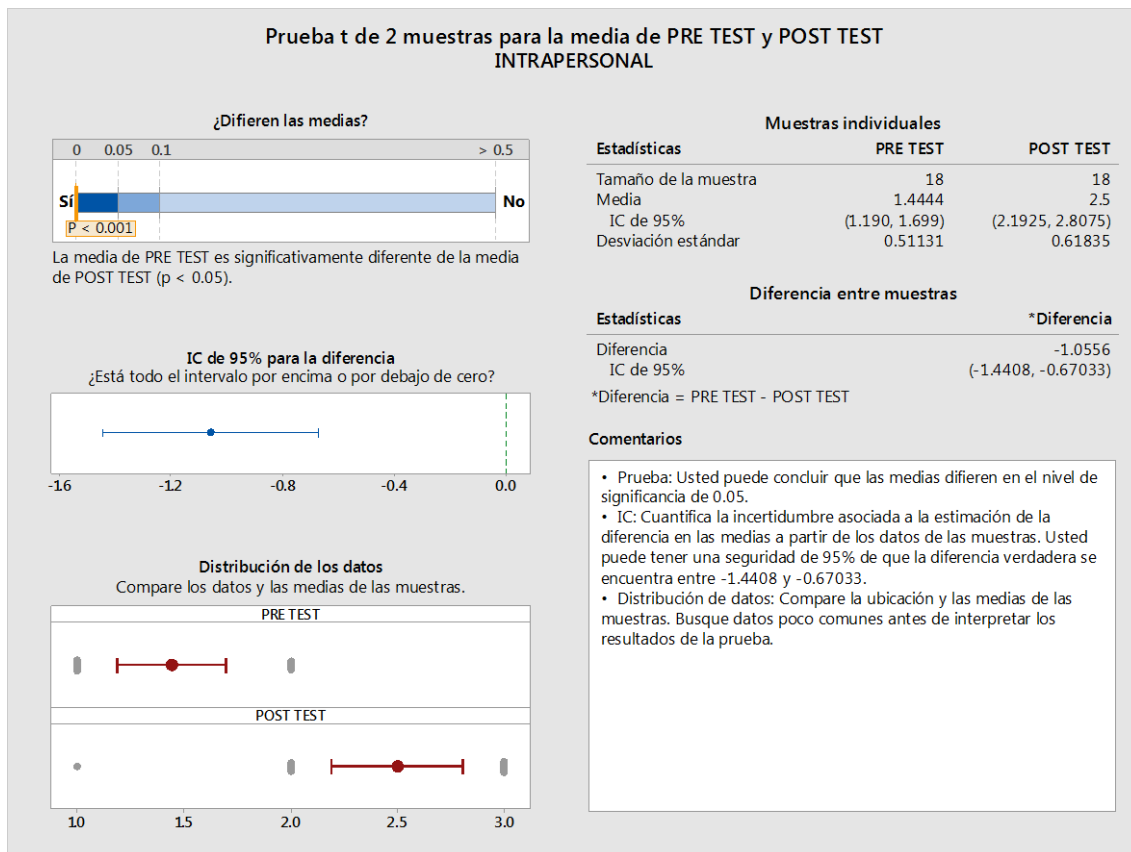 Prueba t de 2 muestras para la media de PRE TEST y POST TEST
INTRAPERSONAL
¿Difieren las medias?
0 0.05 0.1 > 0.5
Sí No
P < 0.001
La media de PRE TEST es significativamente diferente de la media
de POST TEST (p < 0.05).
IC de 95% para la diferencia
¿Está todo el intervalo por encima o por debajo de cero?
-1.6 -1.2 -0.8 -0.4 0.0
Distribución de los datos
Compare los datos y las medias de las muestras.
PRE TEST
POST TEST
1.0 1.5 2.0 2.5 3.0
Muestras individuales
Estadísticas PRE TEST POST TEST
Tamaño de la muestra 18 18
Media 1.4444 2.5
IC de 95% (1.190, 1.699) (2.1925, 2.8075)
Desviación estándar 0.51131 0.61835
Diferencia entre muestras
Estadísticas *Diferencia
Diferencia -1.0556
IC de 95% (-1.4408, -0.67033)
*Diferencia = PRE TEST - POST TEST
Comentarios
• Prueba: Usted puede concluir que las medias difieren en el nivel de
significancia de 0.05.
• IC: Cuantifica la incertidumbre asociada a la estimación de la
diferencia en las medias a partir de los datos de las muestras. Usted
puede tener una seguridad de 95% de que la diferencia verdadera se
encuentra entre -1.4408 y -0.67033.
• Distribución de datos: Compare la ubicación y las medias de las
muestras. Busque datos poco comunes antes de interpretar los
resultados de la prueba.